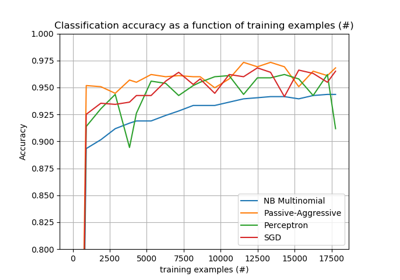 Classification accuracy as a function of training examples (#)
1.000
0.975
0.950
0.925
0.900
0.875
0.850
0.825
0.800
Accuracy
NB Multinomial
Passive-Aggressive
Perceptron
SGD
0 2500 5000 7500 10000 12500 15000 17500
training examples (#)